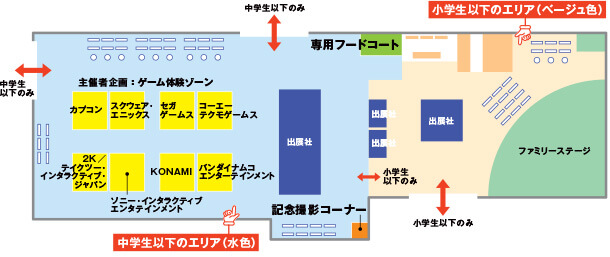 中学生以下のみ
小学生以下のエリア（ベージュ色）
専用フードコート
中学生
以下のみ
主催者企画：ゲーム体験ゾーン
カプコン
スクウェア・
エニックス
セガ
ゲームス
コーエー
テクモゲームス
出展社
出展社
出展社
出展社
ファミリーステージ
2K／
テイクツー・
インタラクティブ・
ジャパン
KONAMI
バンダイナムコ
エンターテインメント
ソニー・インタラクティブ
エンタテインメント
小学生
以下のみ
記念撮影コーナー
小学生以下のみ
中学生以下のエリア（水色）